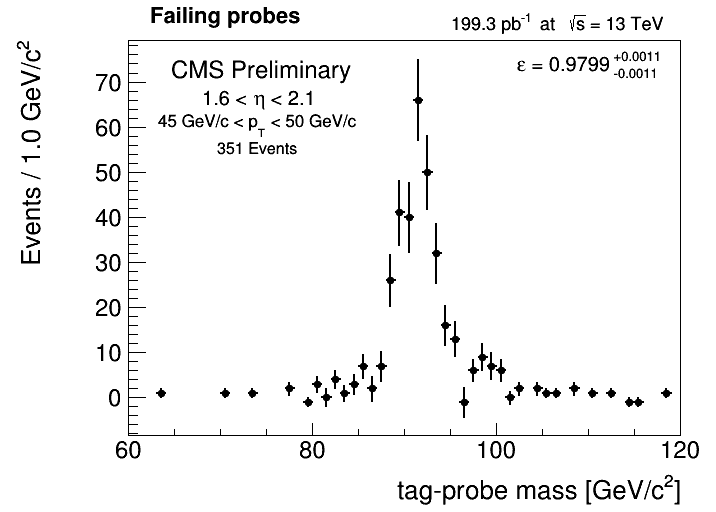 Failing probes
199.3 pb⁻¹ at √s = 13 TeV
CMS Preliminary
1.6 < η < 2.1
45 GeV/c < p_T < 50 GeV/c
351 Events
ε = 0.9799 +0.0011 -0.0011
Events / 1.0 GeV/c²
70
60
50
40
30
20
10
0
60 80 100 120
tag-probe mass [GeV/c²]